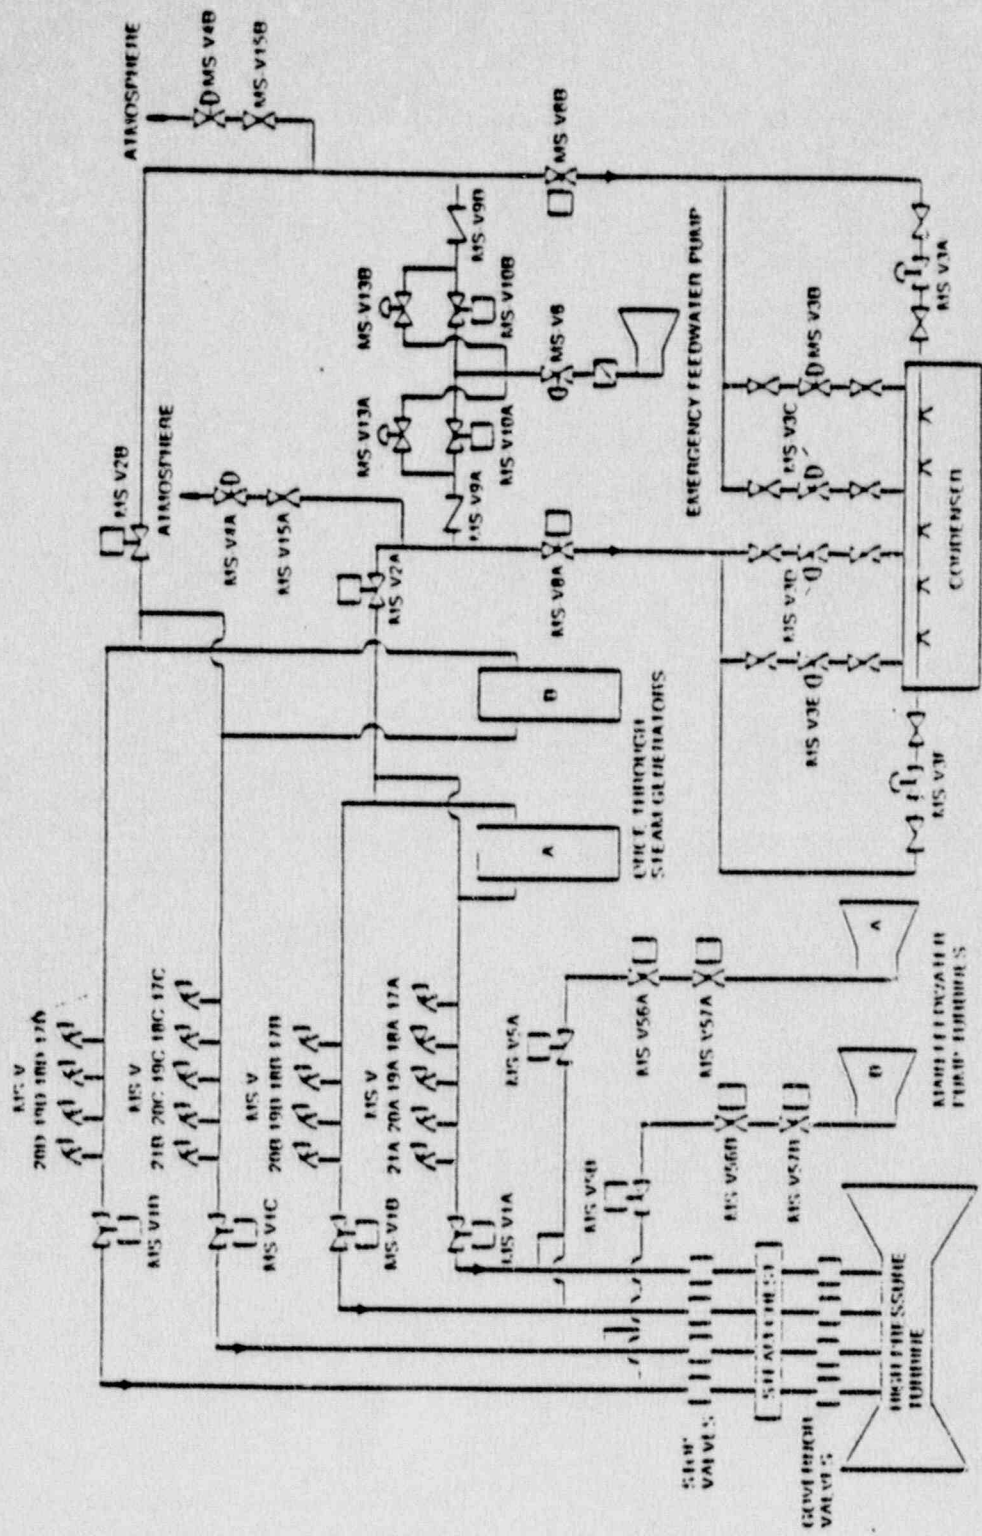 ATMOSPHERE
MS-V4B
MS-V15B
MS-V2B
ATMOSPHERE
MS-V4A
MS-V15A
MS-V2A
MS-V13B
MS-V9B
MS-V10B
MS-V13A
MS-V10A
MS-V9A
MS-V6
MS-V8B
MS-V8A
EMERGENCY FEEDWATER PUMP
MS-V3A
MS-V3B
MS-V3C
MS-V3D
MS-V3E
MS-V3F
CONDENSER
B
A
ONCE THROUGH
STEAM GENERATORS
MS-V
20D 19D 18D 17D
MS-V
21B 20C 19C 18C 17C
MS-V
20B 19B 18B 17B
MS-V
21A 20A 19A 18A 17A
MS-V1D
MS-V1C
MS-V1B
MS-V1A
MS-V5A
MS-V56A
MS-V57A
A
MS-V5B
MS-V56B
MS-V57B
B
MAIN FEEDWATER
PUMP TURBINES
STOP
VALVES
STEAM CHEST
GOVERNOR
VALVES
HIGH PRESSURE
TURBINE